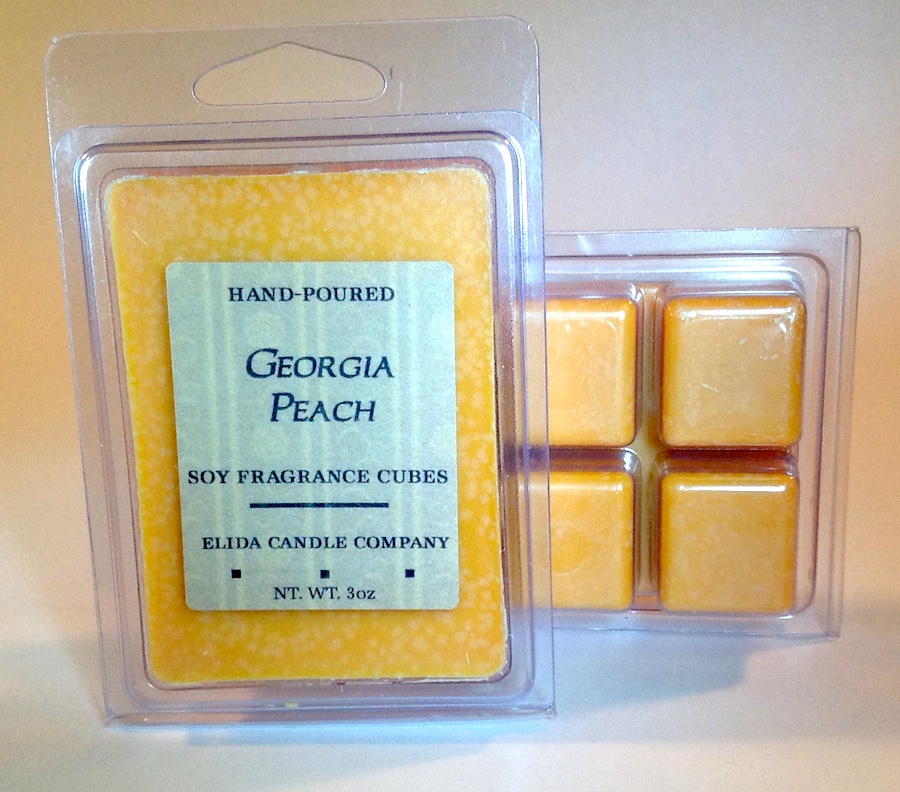 HAND-POURED
GEORGIA
PEACH
SOY FRAGRANCE CUBES
ELIDA CANDLE COMPANY
NT. WT. 3oz